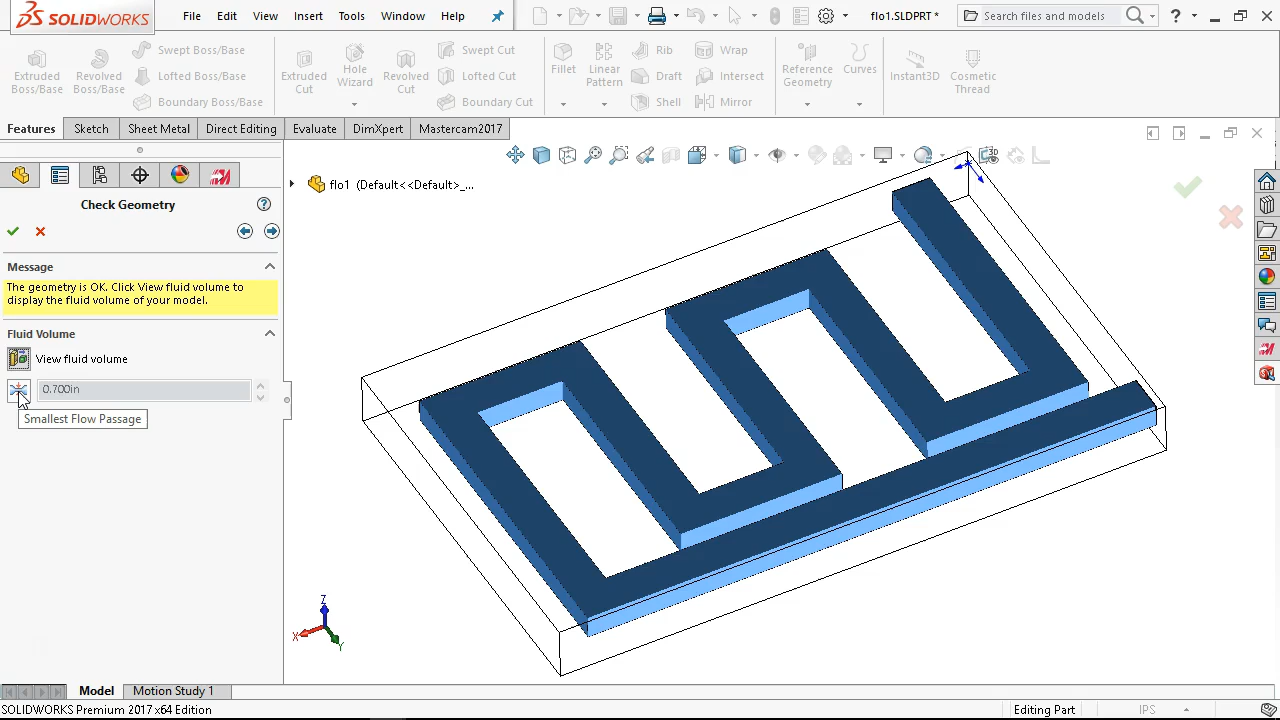 SOLIDWORKS
File
Edit
View
Insert
Tools
Window
Help
flo1.SLDPRT *
Search files and models
?
Extruded
Boss/Base
Revolved
Boss/Base
Swept Boss/Base
Lofted Boss/Base
Boundary Boss/Base
Extruded
Cut
Hole
Wizard
Revolved
Cut
Swept Cut
Lofted Cut
Boundary Cut
Fillet
Linear
Pattern
Rib
Draft
Shell
Wrap
Intersect
Mirror
Reference
Geometry
Curves
Instant3D
Cosmetic
Thread
Features
Sketch
Sheet Metal
Direct Editing
Evaluate
DimXpert
Mastercam2017
flo1 (Default<<Default>_...
Check Geometry
?
Message
The geometry is OK. Click View fluid volume to
display the fluid volume of your model.
Fluid Volume
View fluid volume
0.700in
Smallest Flow Passage
Z
X
Y
Model
Motion Study 1
SOLIDWORKS Premium 2017 x64 Edition
Editing Part
IPS